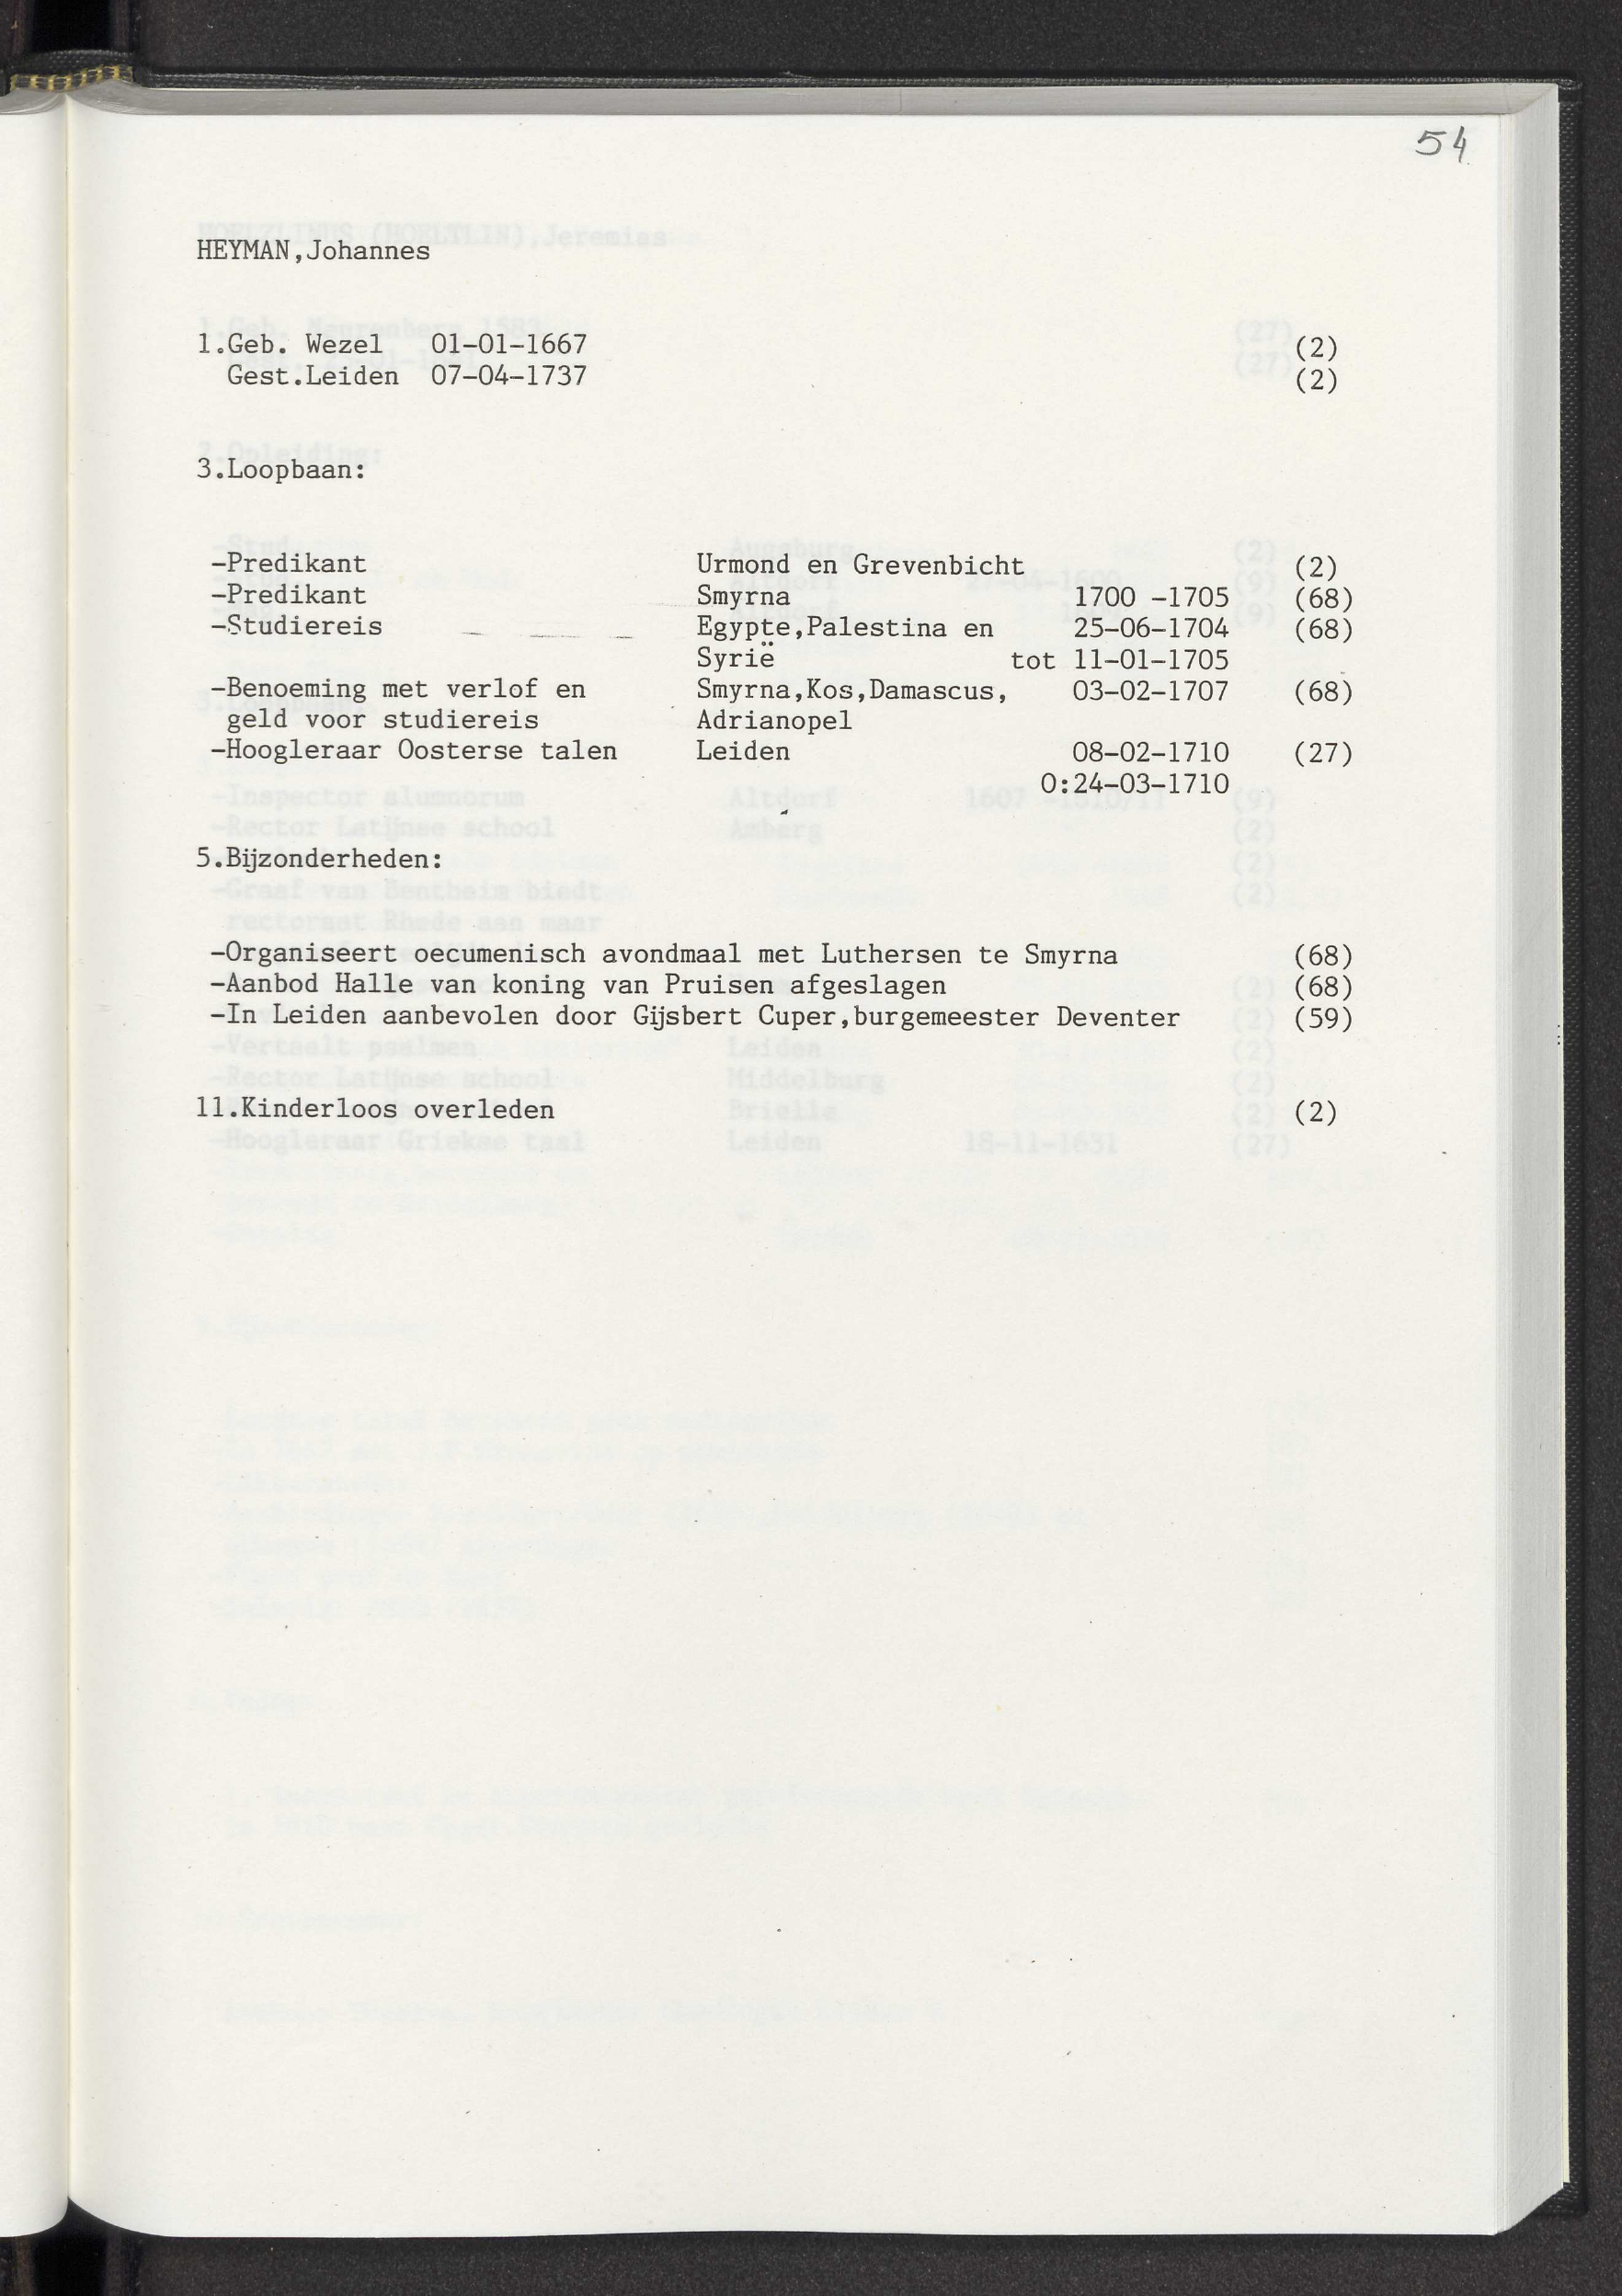 54
HEYMAN,Johannes
1.Geb. Wezel 01-01-1667 (2)
Gest.Leiden 07-04-1737 (2)
3.Loopbaan:
-Predikant Urmond en Grevenbicht (2)
-Predikant Smyrna 1700 -1705 (68)
-Studiereis Egypte,Palestina en 25-06-1704 (68)
Syrië tot 11-01-1705
-Benoeming met verlof en Smyrna,Kos,Damascus, 03-02-1707 (68)
geld voor studiereis Adrianopel
-Hoogleraar Oosterse talen Leiden 08-02-1710 (27)
O:24-03-1710
5.Bijzonderheden:
-Organiseert oecumenisch avondmaal met Luthersen te Smyrna (68)
-Aanbod Halle van koning van Pruisen afgeslagen (68)
-In Leiden aanbevolen door Gijsbert Cuper,burgemeester Deventer (59)
11.Kinderloos overleden (2)